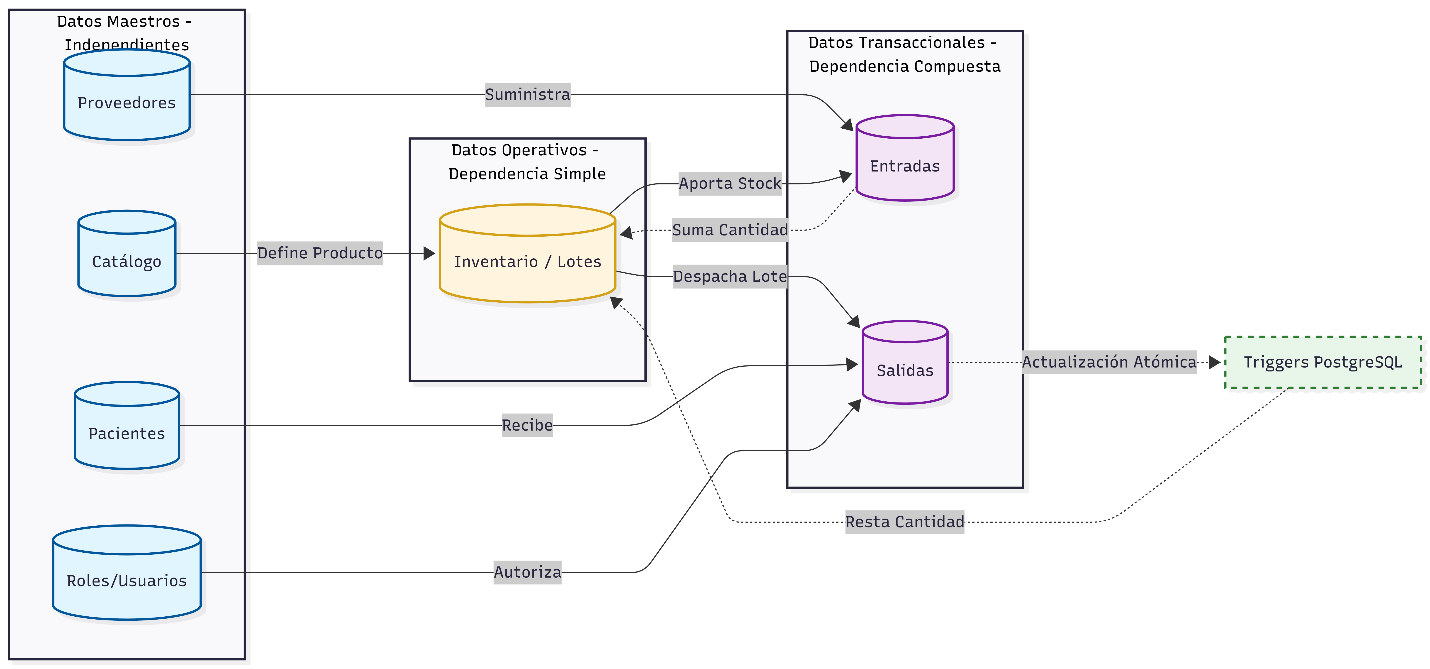 Datos Maestros -
Independientes
Proveedores
Catálogo
Pacientes
Roles/Usuarios
Suministra
Define Producto
Recibe
Autoriza
Datos Operativos -
Dependencia Simple
Inventario / Lotes
Aporta Stock
Suma Cantidad
Despacha Lote
Resta Cantidad
Datos Transaccionales -
Dependencia Compuesta
Entradas
Salidas
Actualización Atómica
Triggers PostgreSQL